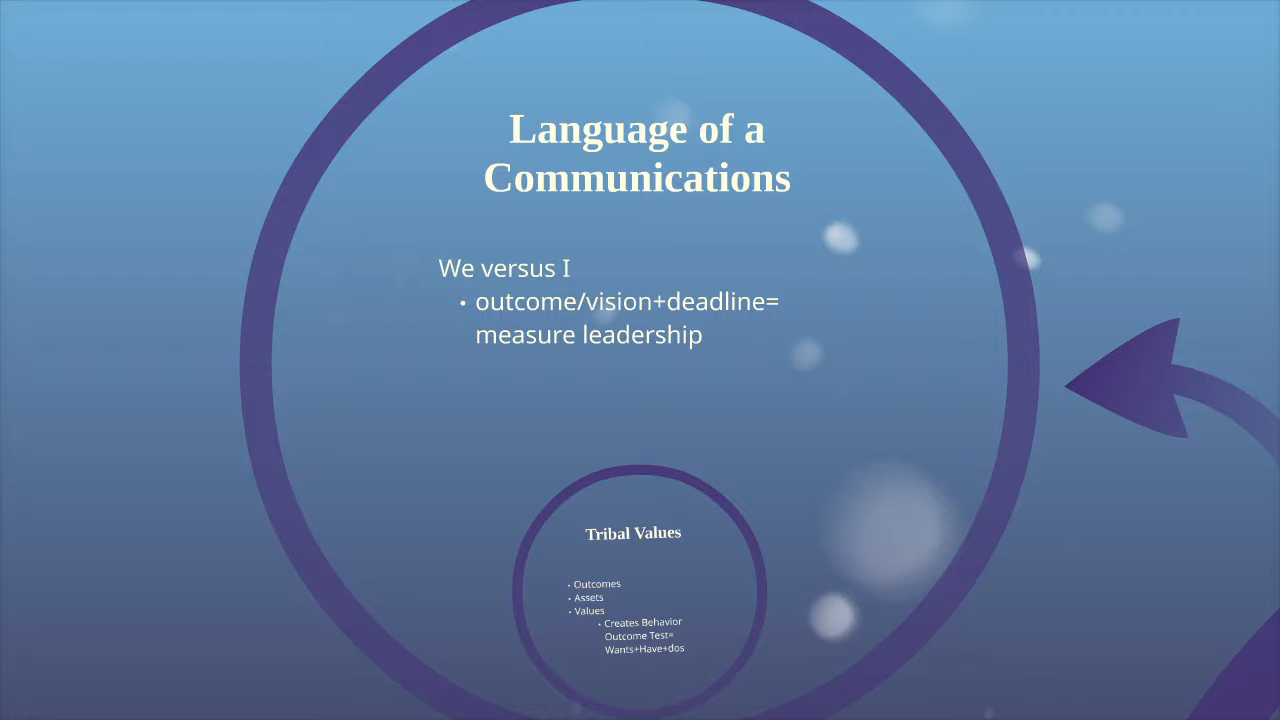 Language of a
Communications
We versus I
• outcome/vision+deadline=
measure leadership
Tribal Values
• Outcomes
• Assets
• Values
• Creates Behavior
Outcome Test=
Wants+Have+dos